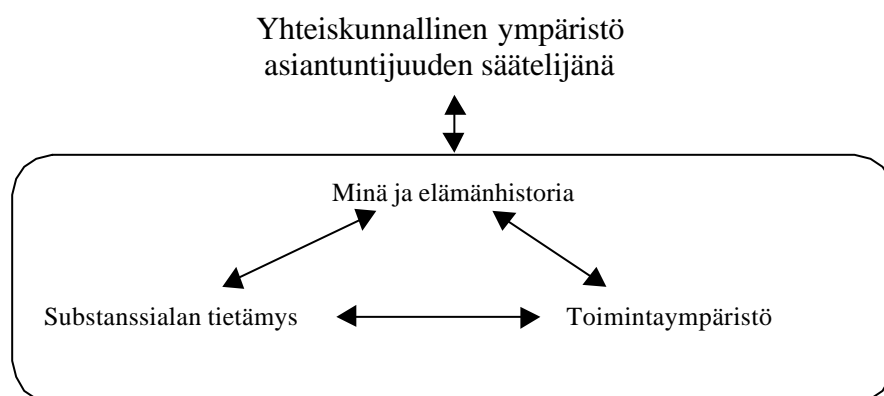 Yhteiskunnallinen ympäristö
asiantuntijuuden säätelijänä
Minä ja elämänhistoria
Substanssialan tietämys
Toimintaympäristö